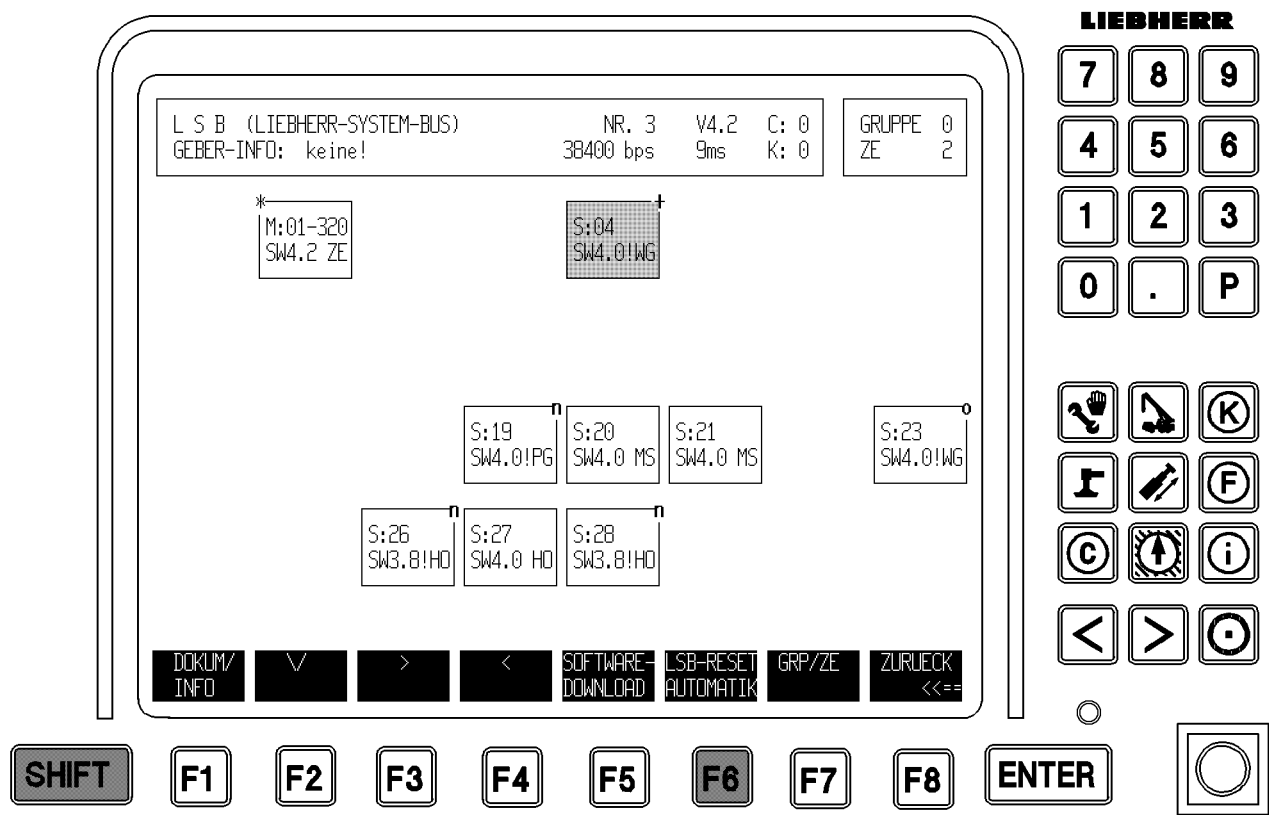 LIEBHERR
L S B (LIEBHERR-SYSTEM-BUS) NR. 3 V4.2 C: 0
GEBER-INFO: keine! 38400 bps 9ms K: 0
GRUPPE 0
ZE 2
*
M:01-320
SW4.2 ZE
+
S:04
SW4.0!WG
n
S:19
SW4.0!PG
S:20
SW4.0 MS
S:21
SW4.0 MS
o
S:23
SW4.0!WG
n
S:26
SW3.8!HO
S:27
SW4.0 HO
n
S:28
SW3.8!HO
DOKUM/
INFO
\/
>
<
SOFTWARE-
DOWNLOAD
LSB-RESET
AUTOMATIK
GRP/ZE
ZURUECK
<<==
7 8 9
4 5 6
1 2 3
0 . P
K
F
C i
< >
SHIFT F1 F2 F3 F4 F5 F6 F7 F8 ENTER